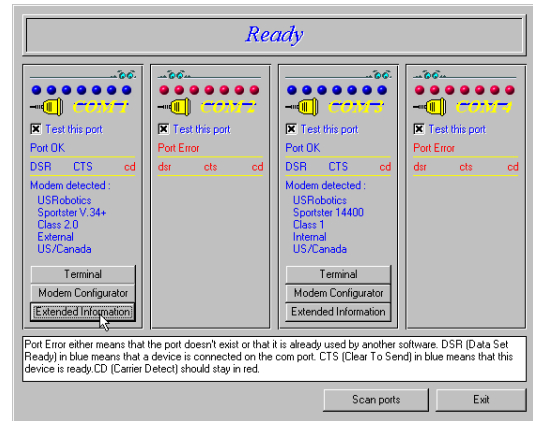 Ready
COM 1
Test this port
Port OK
DSR CTS cd
Modem detected :
USRobotics
Sportster V.34+
Class 2.0
External
US/Canada
Terminal
Modem Configurator
Extended Information
COM 2
Test this port
Port Error
dsr cts cd
COM 3
Test this port
Port OK
DSR CTS cd
Modem detected :
USRobotics
Sportster 14400
Class 1
Internal
US/Canada
Terminal
Modem Configurator
Extended Information
COM 4
Test this port
Port Error
dsr cts cd
Port Error either means that the port doesn't exist or that it is already used by another software. DSR (Data Set
Ready) in blue means that a device is connected on the com port. CTS (Clear To Send) in blue means that this
device is ready.CD (Carrier Detect) should stay in red.
Scan ports
Exit